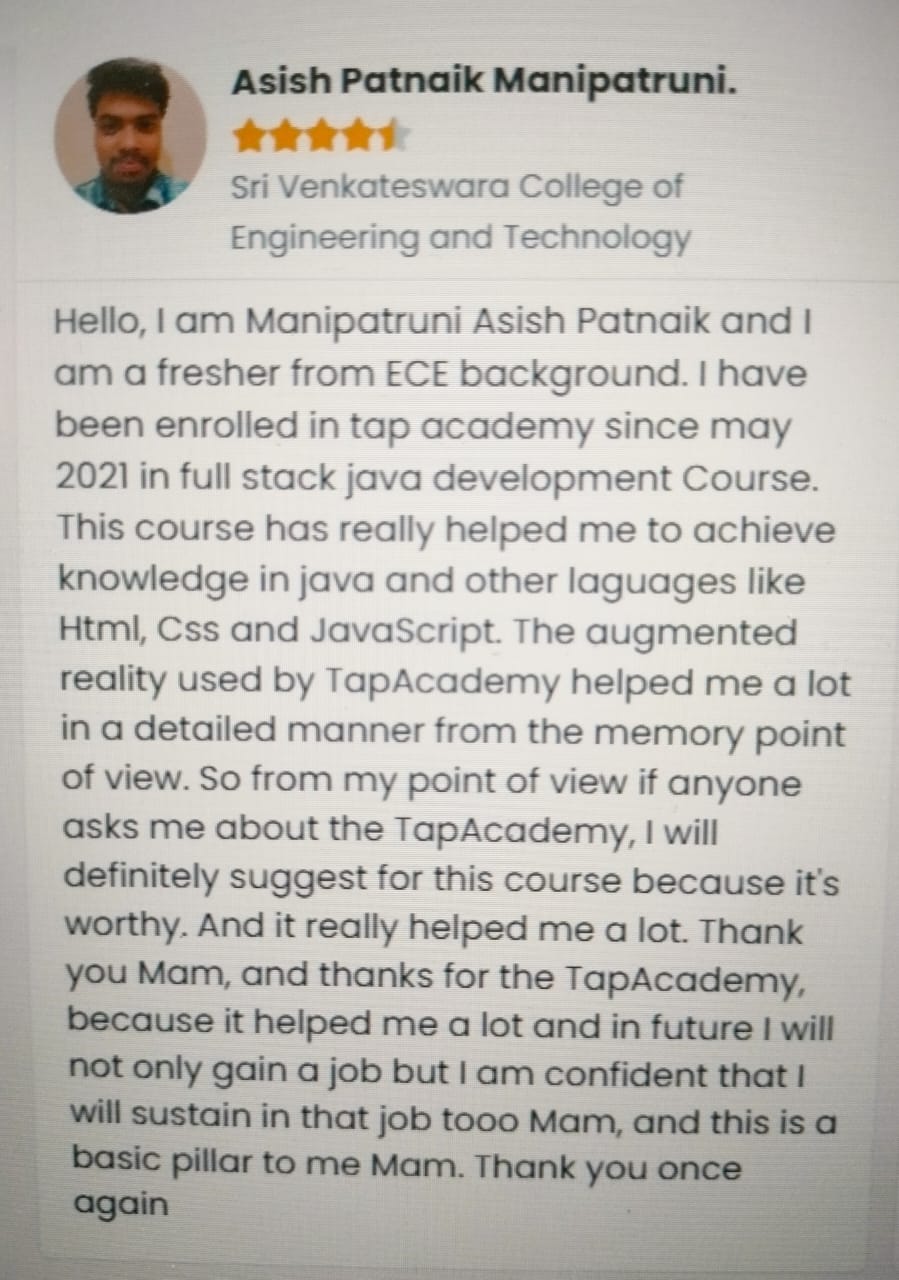 Asish Patnaik Manipatruni.
Sri Venkateswara College of
Engineering and Technology
Hello, I am Manipatruni Asish Patnaik and I
am a fresher from ECE background. I have
been enrolled in tap academy since may
2021 in full stack java development Course.
This course has really helped me to achieve
knowledge in java and other laguages like
Html, Css and JavaScript. The augmented
reality used by TapAcademy helped me a lot
in a detailed manner from the memory point
of view. So from my point of view if anyone
asks me about the TapAcademy, I will
definitely suggest for this course because it's
worthy. And it really helped me a lot. Thank
you Mam, and thanks for the TapAcademy,
because it helped me a lot and in future I will
not only gain a job but I am confident that I
will sustain in that job tooo Mam, and this is a
basic pillar to me Mam. Thank you once
again